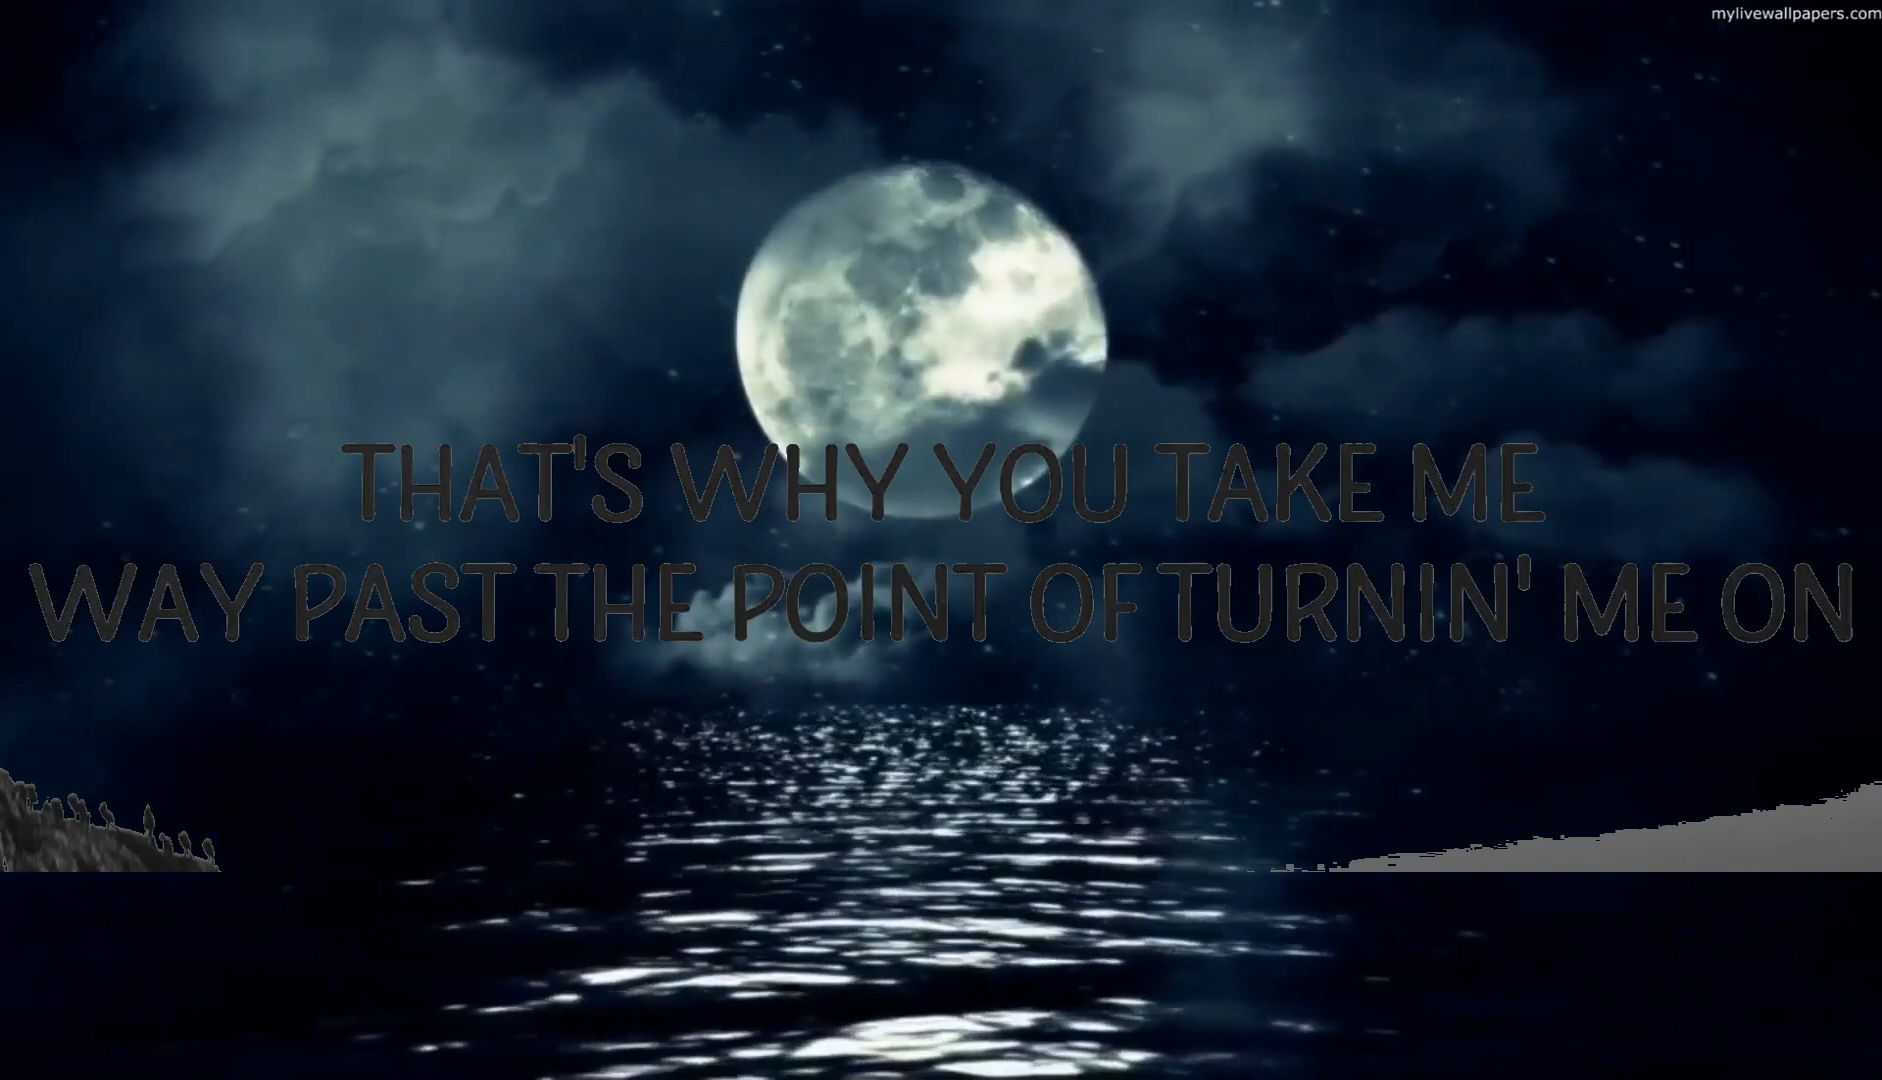 mylivewallpapers.com
THAT'S WHY YOU TAKE ME
WAY PAST THE POINT OF TURNIN' ME ON